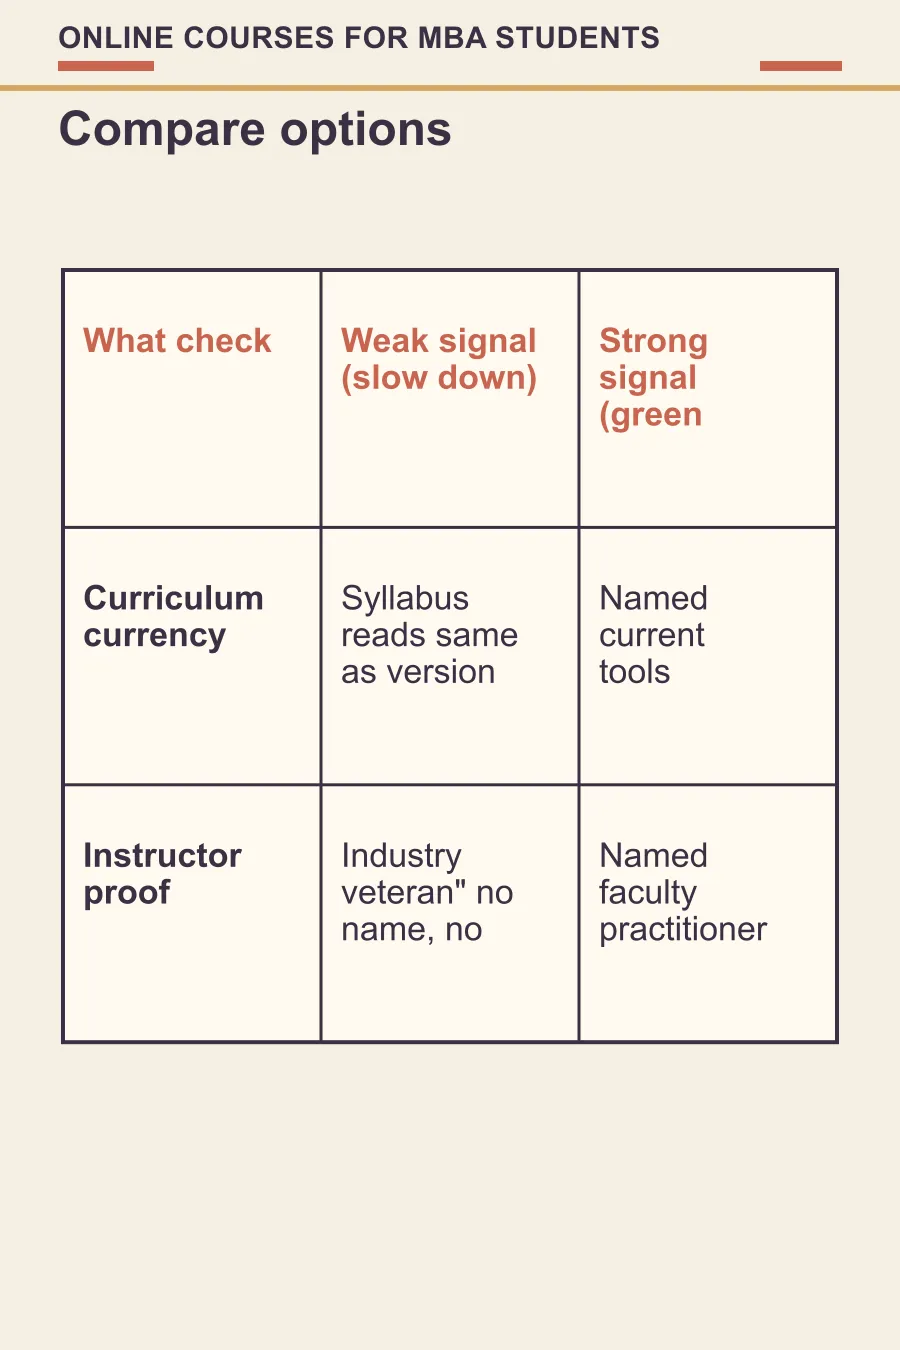 ONLINE COURSES FOR MBA STUDENTS
Compare options
What check
Weak signal
(slow down)
Strong
signal
(green
Curriculum
currency
Syllabus
reads same
as version
Named
current
tools
Instructor
proof
Industry
veteran" no
name, no
Named
faculty
practitioner